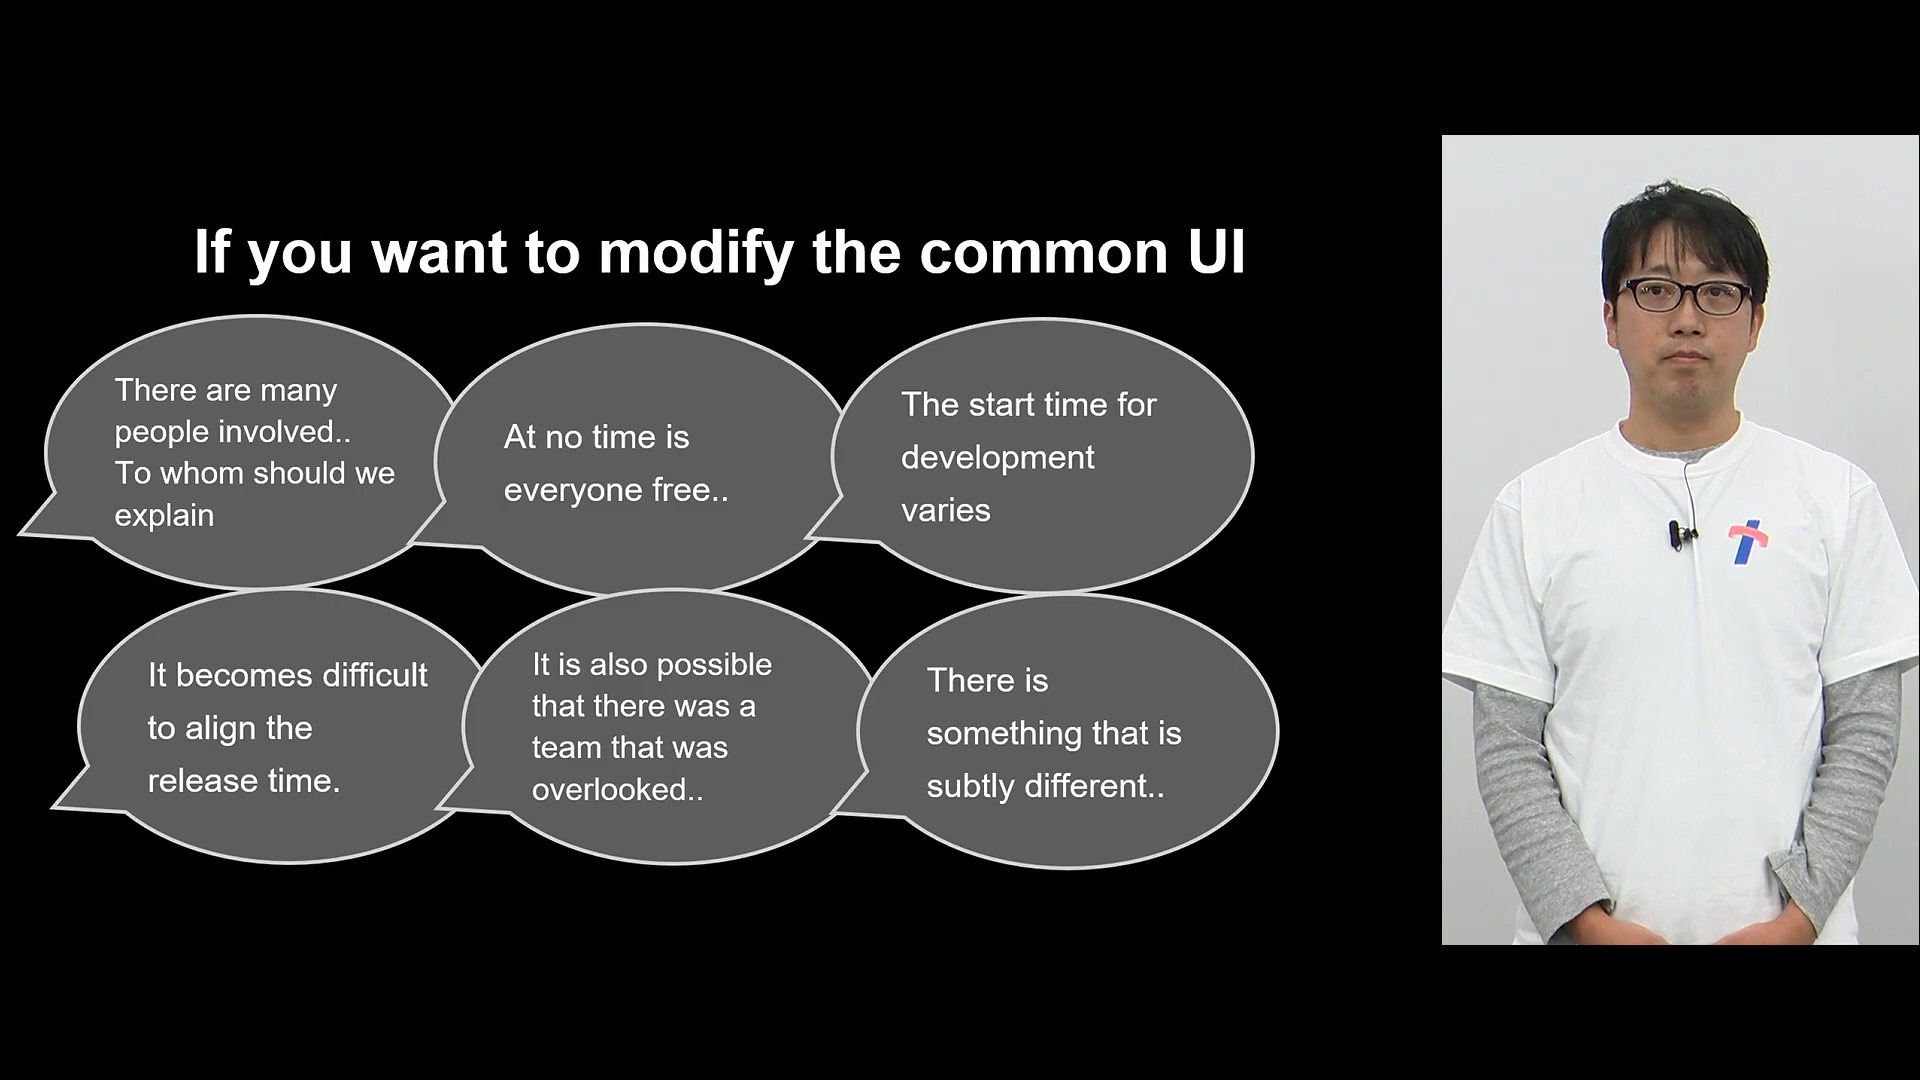 If you want to modify the common UI
There are many
people involved..
To whom should we
explain
At no time is
everyone free..
The start time for
development
varies
It becomes difficult
to align the
release time.
It is also possible
that there was a
team that was
overlooked..
There is
something that is
subtly different..